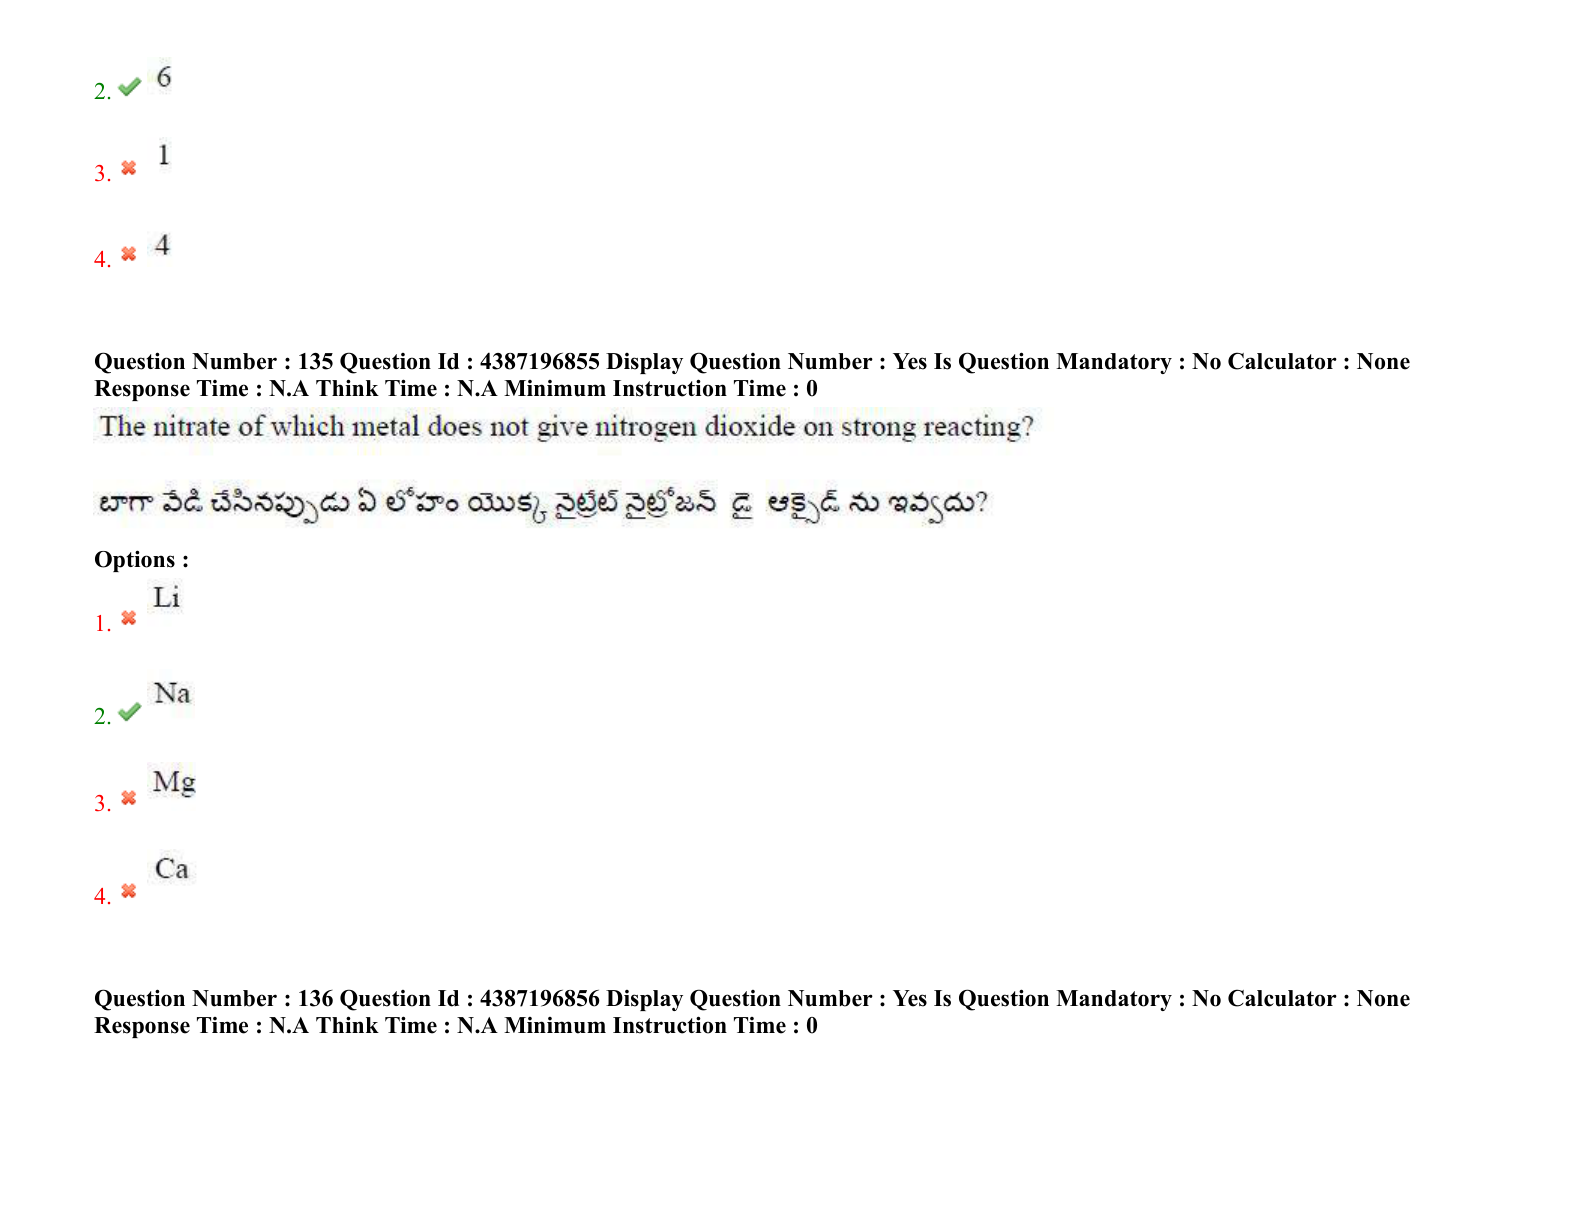 2. 6
3. 1
4. 4
Question Number : 135 Question Id : 4387196855 Display Question Number : Yes Is Question Mandatory : No Calculator : None
Response Time : N.A Think Time : N.A Minimum Instruction Time : 0
The nitrate of which metal does not give nitrogen dioxide on strong reacting?
బాగా వేడి చేసినప్పుడు ఏ లోహం యొక్క నైట్రేట్ నైట్రోజన్ డై ఆక్సైడ్ ను ఇవ్వదు?
Options :
1. Li
2. Na
3. Mg
4. Ca
Question Number : 136 Question Id : 4387196856 Display Question Number : Yes Is Question Mandatory : No Calculator : None
Response Time : N.A Think Time : N.A Minimum Instruction Time : 0